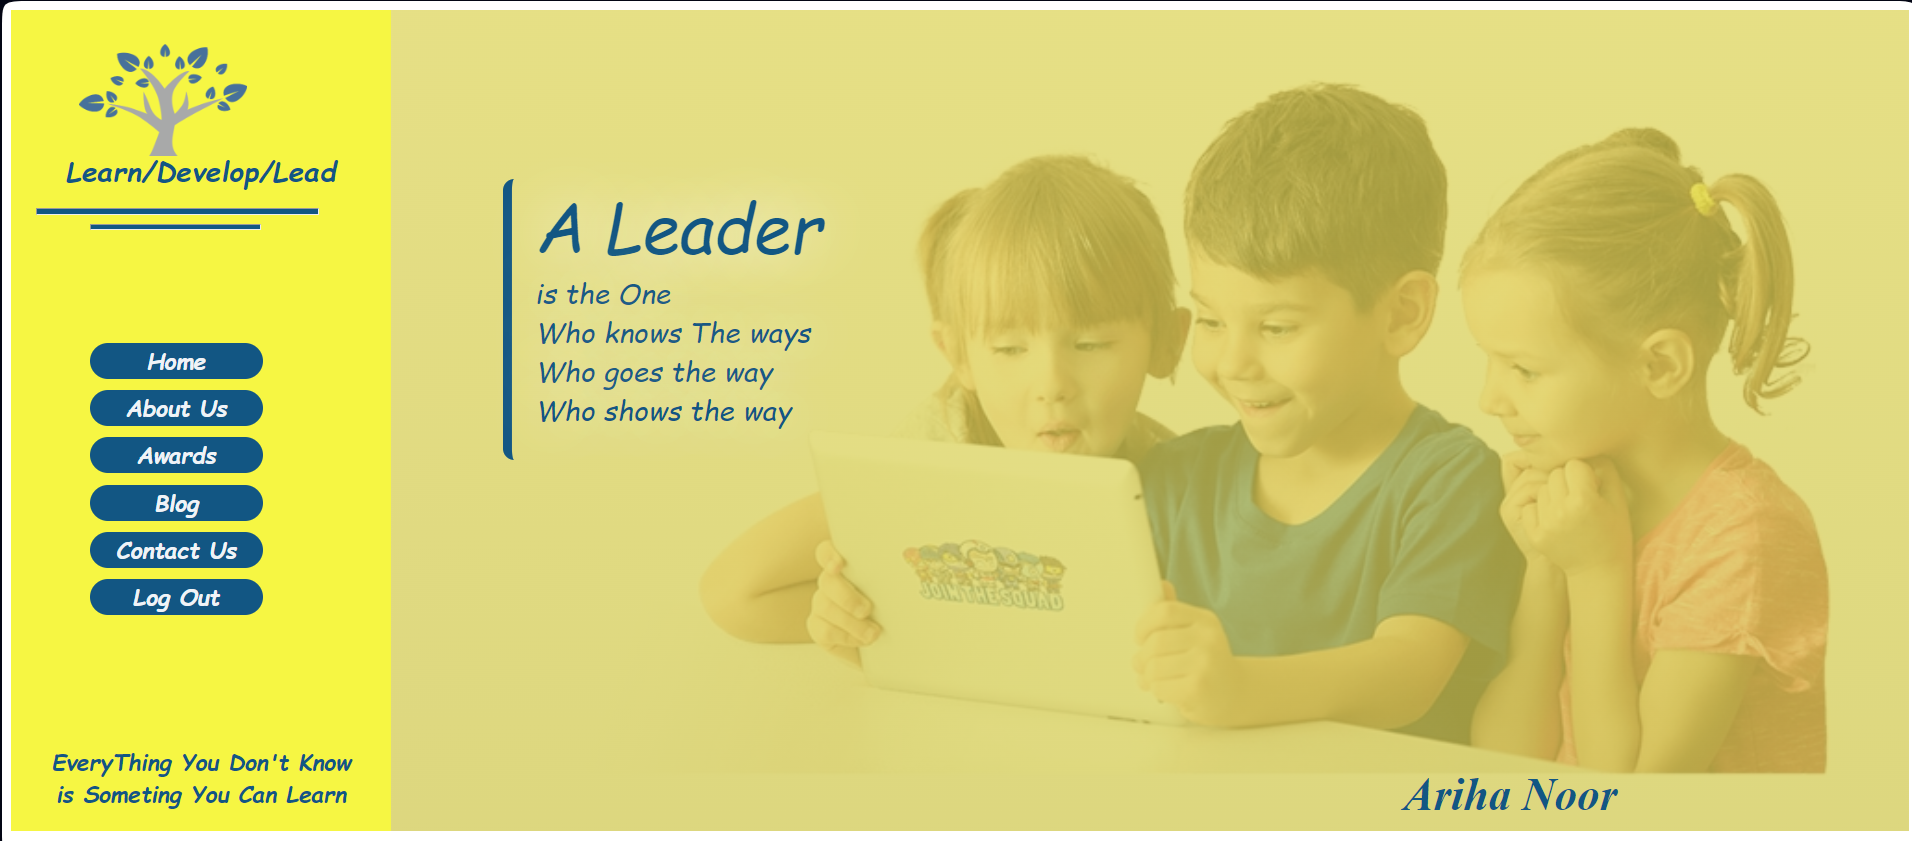 Learn/Develop/Lead
Home
About Us
Awards
Blog
Contact Us
Log Out
EveryThing You Don't Know
is Someting You Can Learn
A Leader
is the One
Who knows The ways
Who goes the way
Who shows the way
JOIN THE SQUAD
Ariha Noor